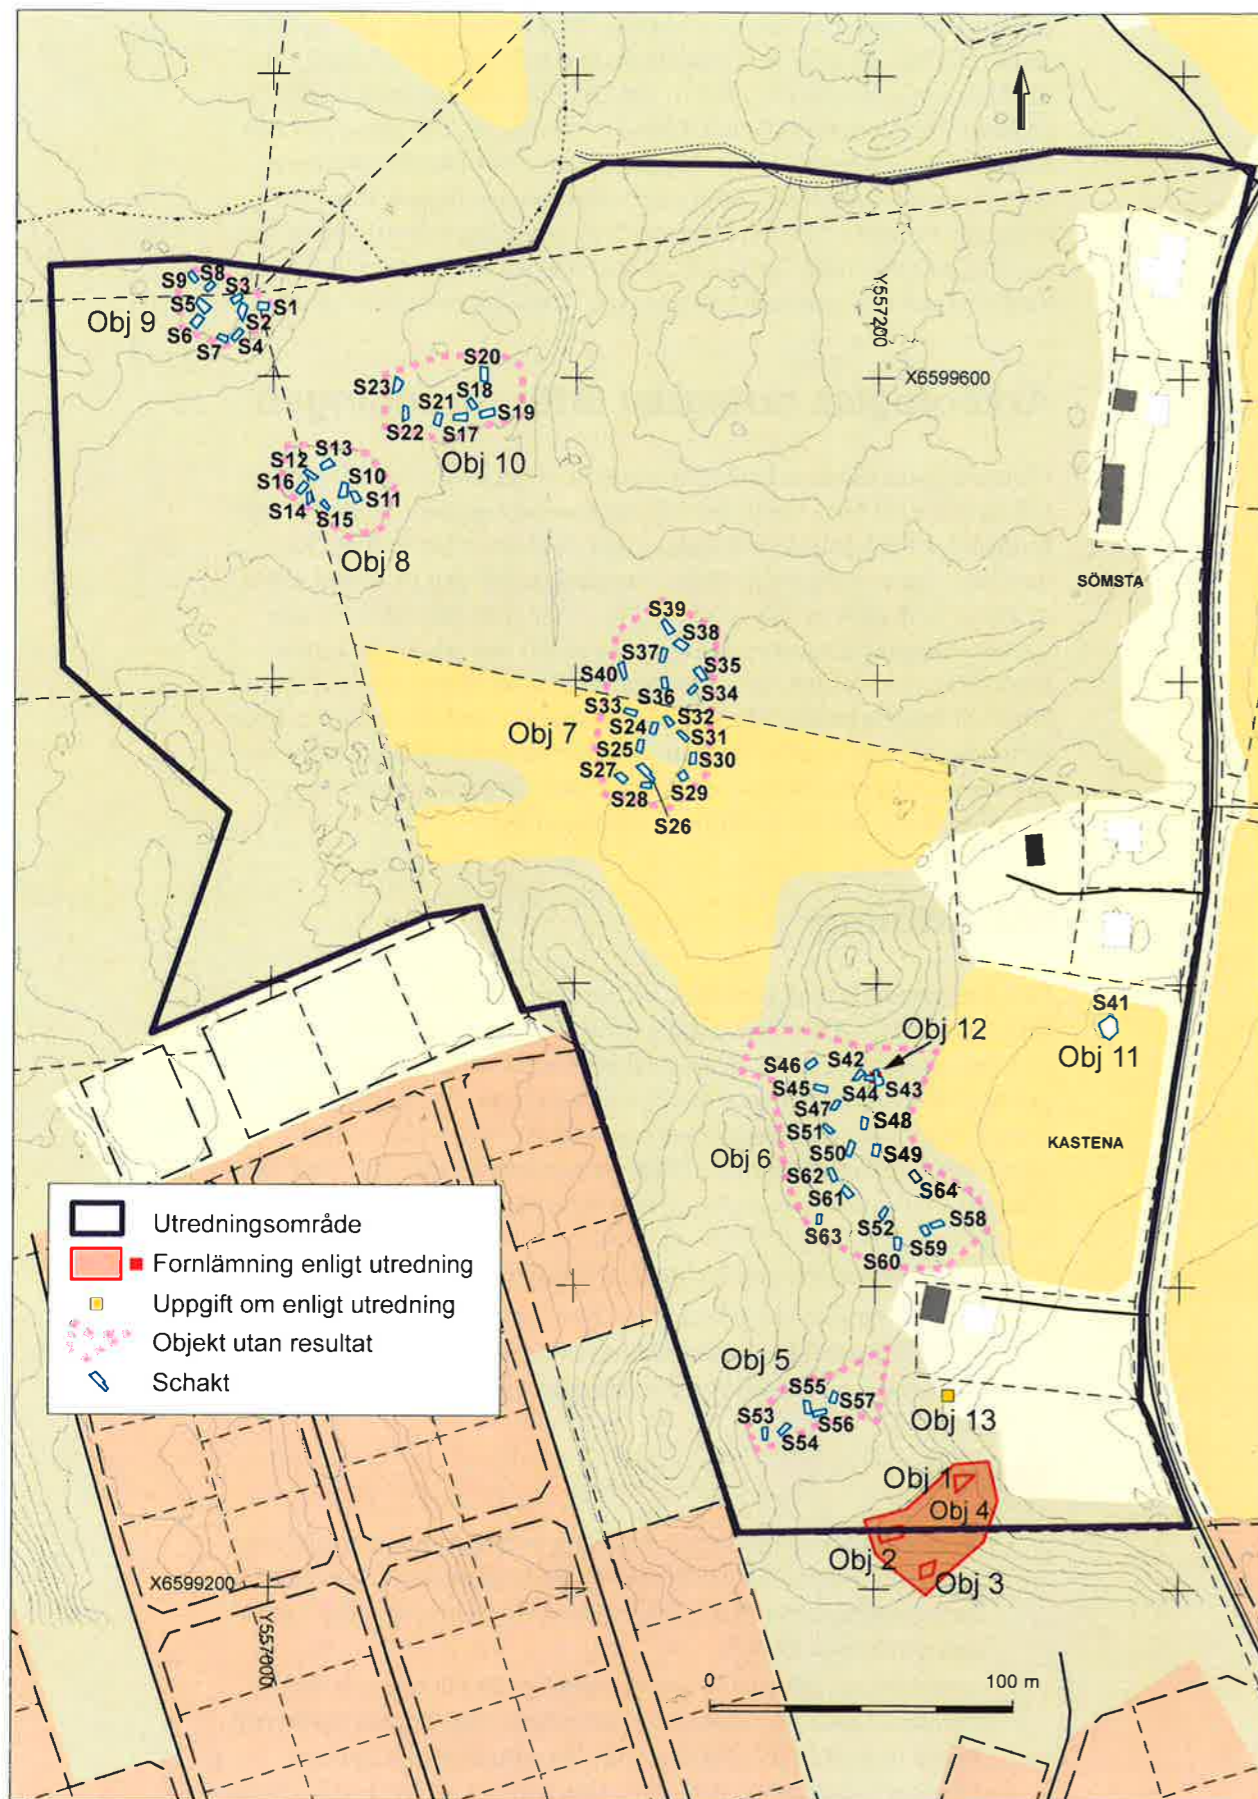 Y557200
X6599600
S9
S8
S3
S1
S5
S2
Obj 9
S6
S7
S4
S20
S23
S18
S21
S19
S22
S17
Obj 10
S13
S12
S10
S16
S11
S14
S15
Obj 8
SÖMSTA
S39
S38
S37
S40
S35
S36
S34
S33
S32
Obj 7
S24
S31
S25
S30
S27
S29
S28
S26
S41
Obj 11
Obj 12
S46
S42
S45
S43
S44
S47
S48
S51
KASTENA
S50
S49
Obj 6
S62
S64
S61
S52
S58
S63
S59
S60
Utredningsområde
Fornlämning enligt utredning
Uppgift om enligt utredning
Objekt utan resultat
Schakt
Obj 5
S55
S57
S53
S56
S54
Obj 13
Obj 1
Obj 4
Obj 2
Obj 3
X6599200
Y557000
0 100 m